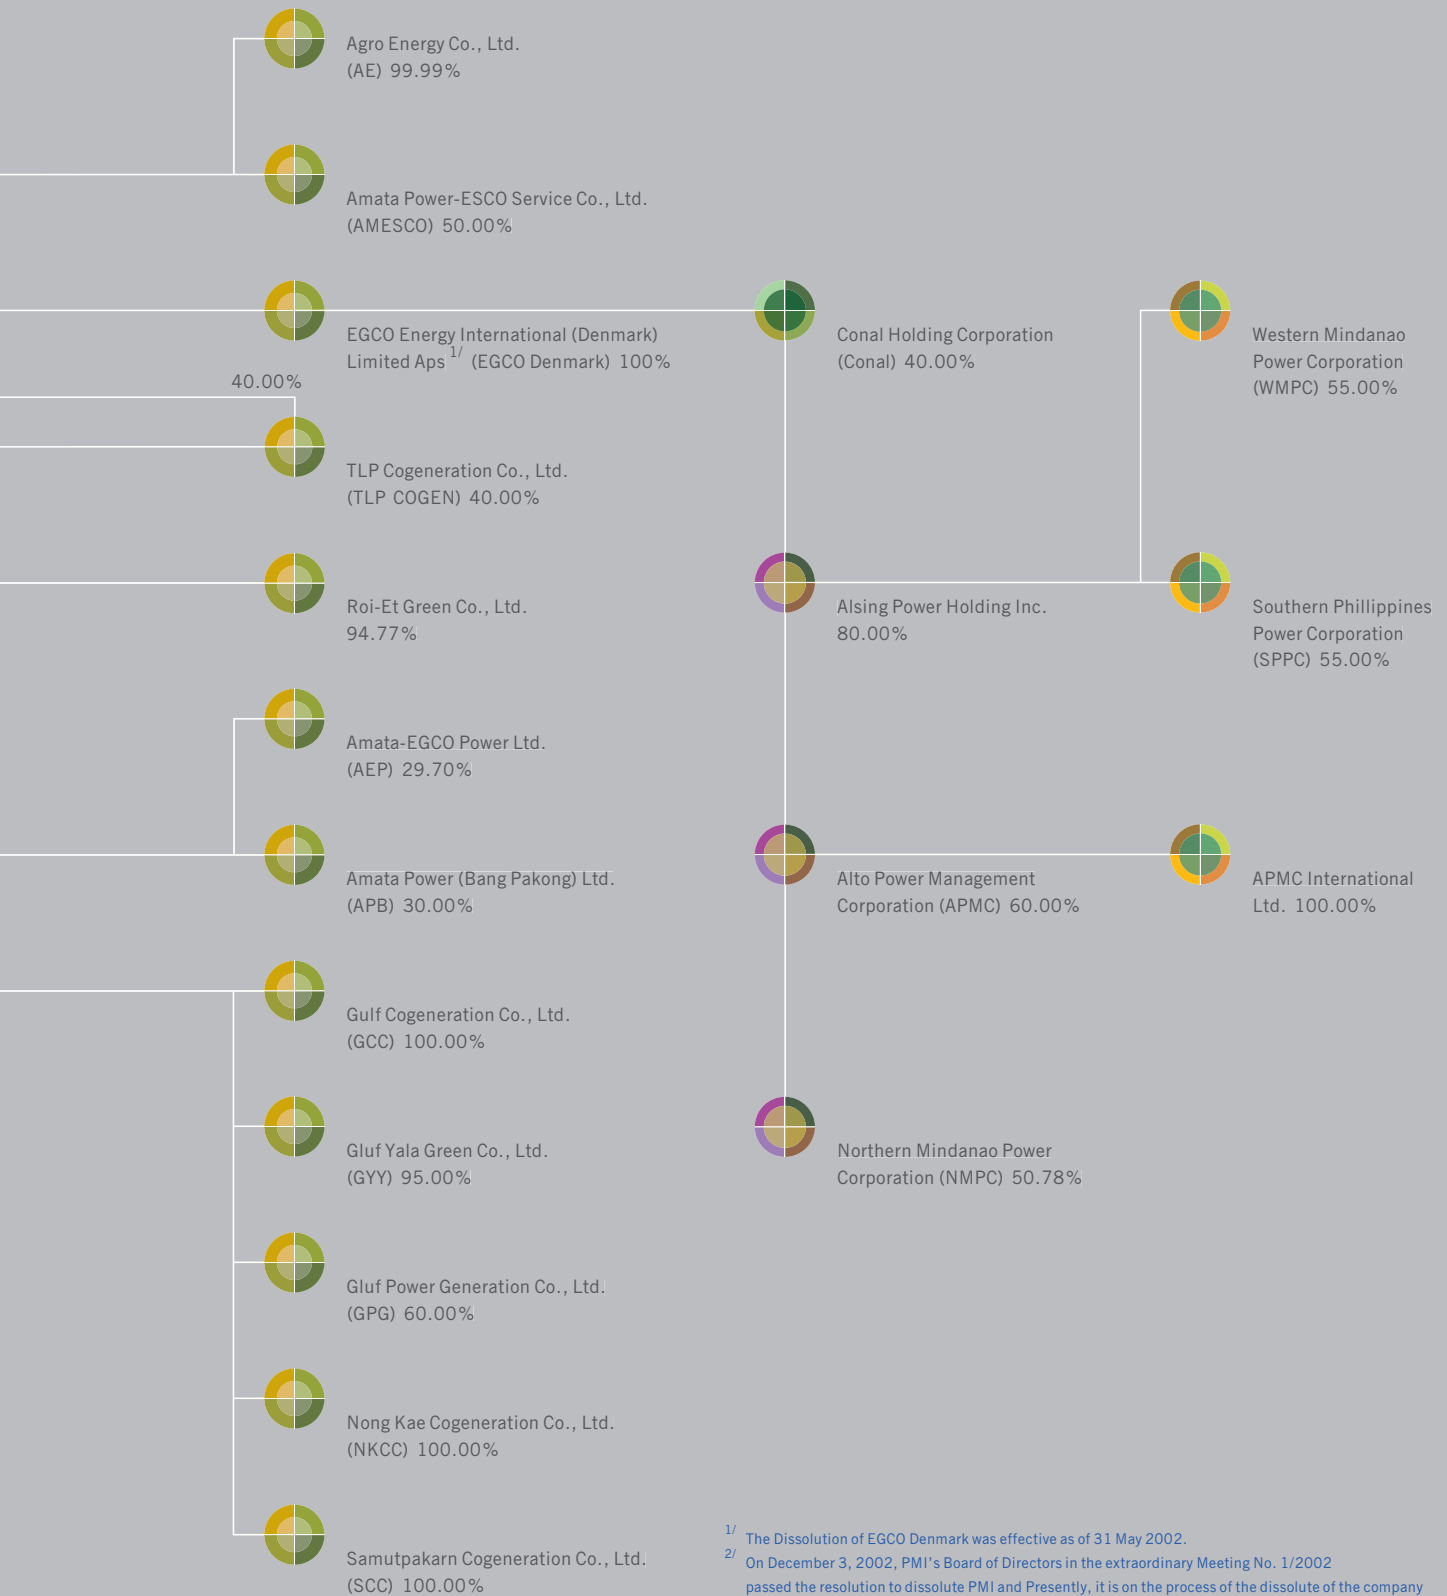 Agro Energy Co., Ltd.
(AE) 99.99%
Amata Power-ESCO Service Co., Ltd.
(AMESCO) 50.00%
EGCO Energy International (Denmark)
Limited Aps 1/ (EGCO Denmark) 100%
40.00%
TLP Cogeneration Co., Ltd.
(TLP COGEN) 40.00%
Roi-Et Green Co., Ltd.
94.77%
Amata-EGCO Power Ltd.
(AEP) 29.70%
Amata Power (Bang Pakong) Ltd.
(APB) 30.00%
Gulf Cogeneration Co., Ltd.
(GCC) 100.00%
Gluf Yala Green Co., Ltd.
(GYY) 95.00%
Gluf Power Generation Co., Ltd.
(GPG) 60.00%
Nong Kae Cogeneration Co., Ltd.
(NKCC) 100.00%
Samutpakarn Cogeneration Co., Ltd.
(SCC) 100.00%
Conal Holding Corporation
(Conal) 40.00%
Alsing Power Holding Inc.
80.00%
Alto Power Management
Corporation (APMC) 60.00%
Northern Mindanao Power
Corporation (NMPC) 50.78%
Western Mindanao
Power Corporation
(WMPC) 55.00%
Southern Phillippines
Power Corporation
(SPPC) 55.00%
APMC International
Ltd. 100.00%
1/ The Dissolution of EGCO Denmark was effective as of 31 May 2002.
2/ On December 3, 2002, PMI's Board of Directors in the extraordinary Meeting No. 1/2002
passed the resolution to dissolute PMI and Presently, it is on the process of the dissolute of the company